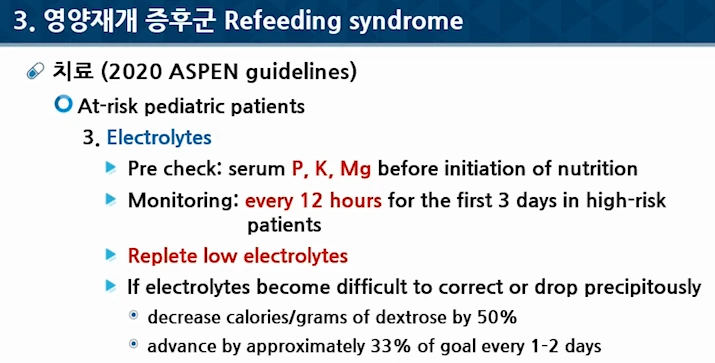 3. 영양재개 증후군 Refeeding syndrome
치료 (2020 ASPEN guidelines)
At-risk pediatric patients
3. Electrolytes
Pre check: serum P, K, Mg before initiation of nutrition
Monitoring: every 12 hours for the first 3 days in high-risk
patients
Replete low electrolytes
If electrolytes become difficult to correct or drop precipitously
decrease calories/grams of dextrose by 50%
advance by approximately 33% of goal every 1-2 days